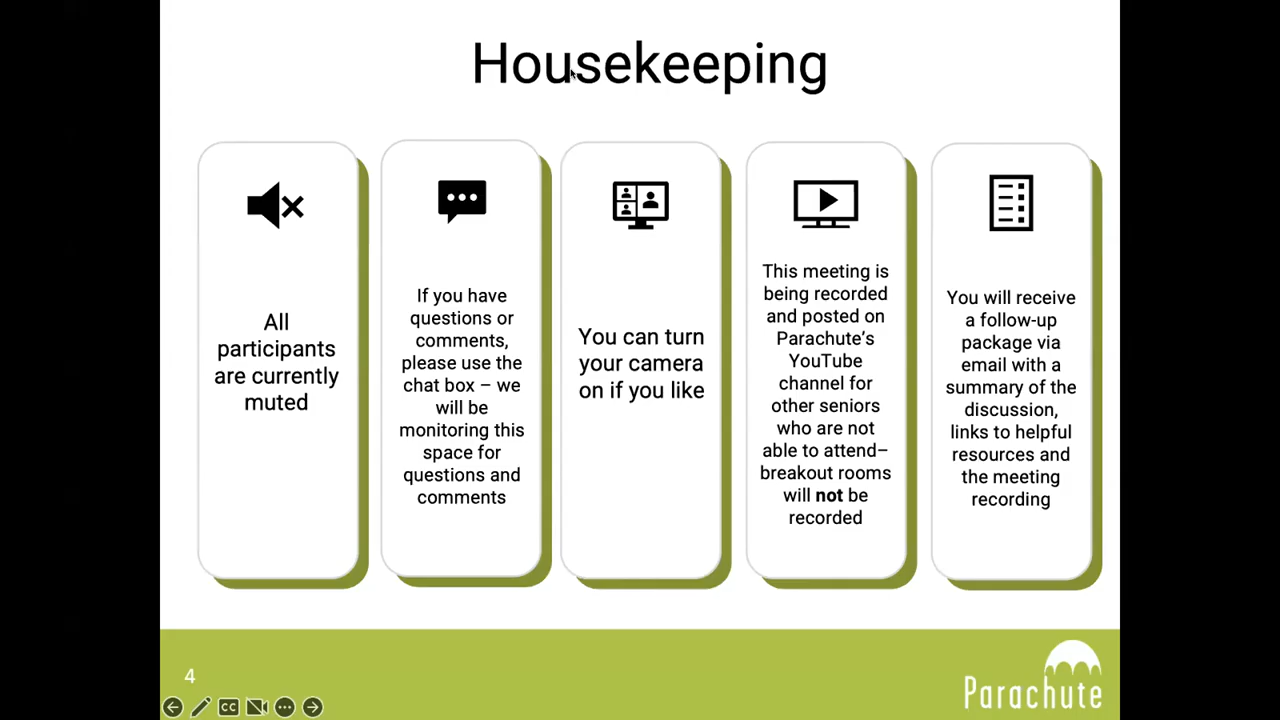 Housekeeping
All
participants
are currently
muted
If you have
questions or
comments,
please use the
chat box – we
will be
monitoring this
space for
questions and
comments
You can turn
your camera
on if you like
This meeting is
being recorded
and posted on
Parachute’s
YouTube
channel for
other seniors
who are not
able to attend–
breakout rooms
will not be
recorded
You will receive
a follow-up
package via
email with a
summary of the
discussion,
links to helpful
resources and
the meeting
recording
4
CC
Parachute